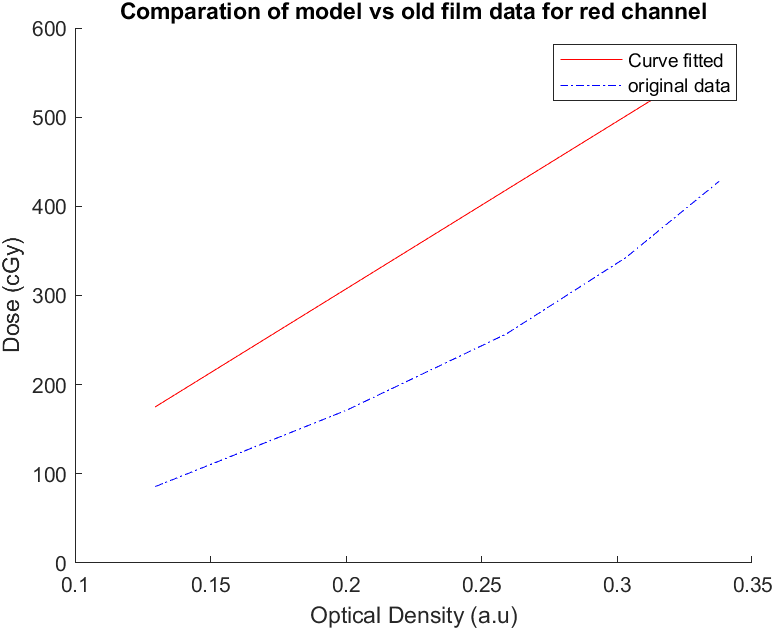 Comparation of model vs old film data for red channel
Curve fitted
original data
600
500
400
300
200
100
0
Dose (cGy)
0.1 0.15 0.2 0.25 0.3 0.35
Optical Density (a.u)